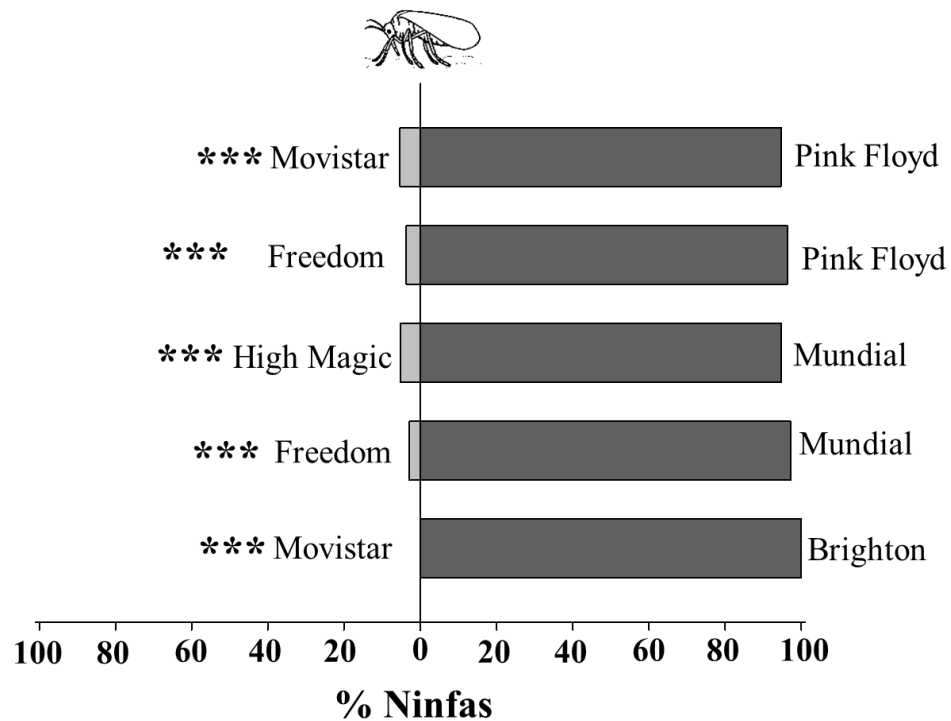 *** Movistar Pink Floyd
*** Freedom Pink Floyd
*** High Magic Mundial
*** Freedom Mundial
*** Movistar Brighton
100 80 60 40 20 0 20 40 60 80 100
% Ninfas